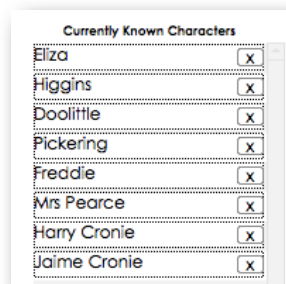 Currently Known Characters
Eliza X
Higgins X
Doolittle X
Pickering X
Freddie X
Mrs Pearce X
Harry Cronie X
Jaime Cronie X